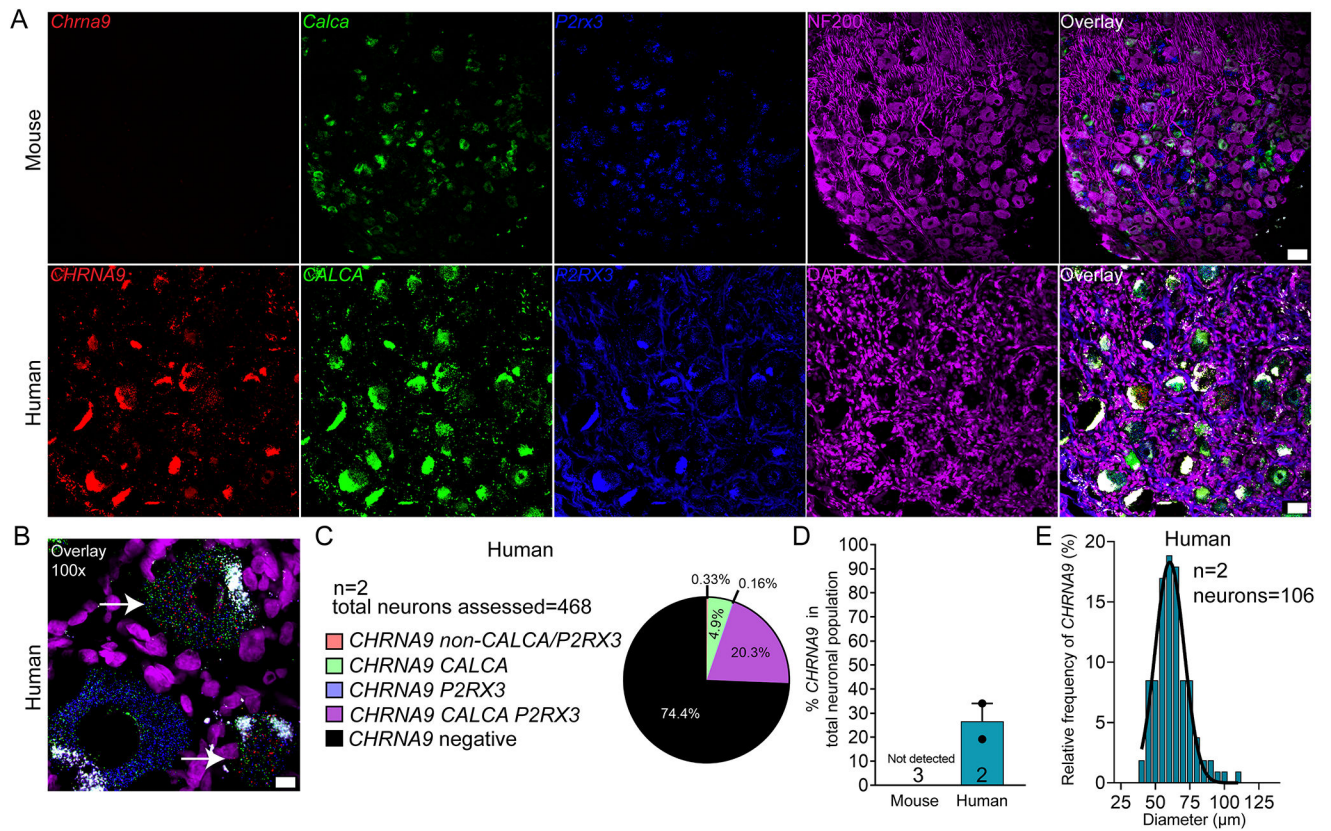 A
Chrna9
Calca
P2rx3
NF200
Overlay
Mouse
CHRNA9
CALCA
P2RX3
DAPI
Overlay
Human
B
Overlay
100x
Human
C
Human
n=2
total neurons assessed=468
CHRNA9 non-CALCA/P2RX3
CHRNA9 CALCA
CHRNA9 P2RX3
CHRNA9 CALCA P2RX3
CHRNA9 negative
0.33%
0.16%
4.9%
20.3%
74.4%
D
% CHRNA9 in
total neuronal population
100
90
80
70
60
50
40
30
20
10
0
Not detected
3
2
Mouse
Human
E
Human
n=2
neurons=106
Relative frequency of CHRNA9 (%)
20
15
10
5
0
25
50
75
100
125
Diameter (μm)